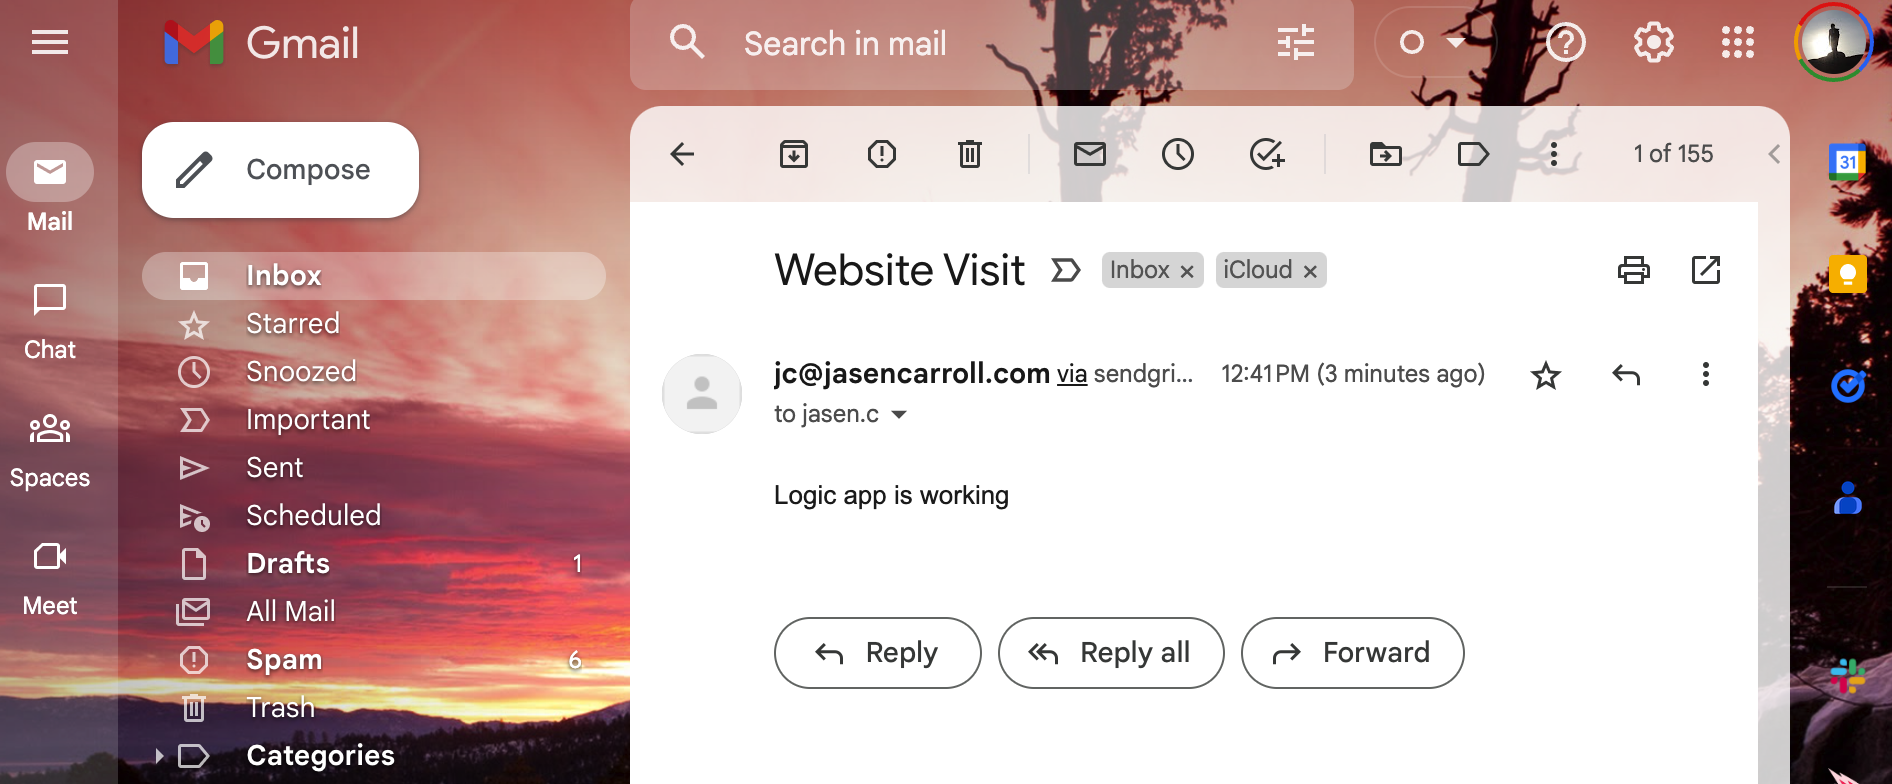 Gmail
Search in mail
Compose
1 of 155
31
Mail
Chat
Spaces
Meet
Inbox
Starred
Snoozed
Important
Sent
Scheduled
Drafts 1
All Mail
Spam 6
Trash
Categories
Website Visit Inbox × iCloud ×
jc@jasencarroll.com via sendgri... 12:41 PM (3 minutes ago)
to jasen.c
Logic app is working
Reply Reply all Forward